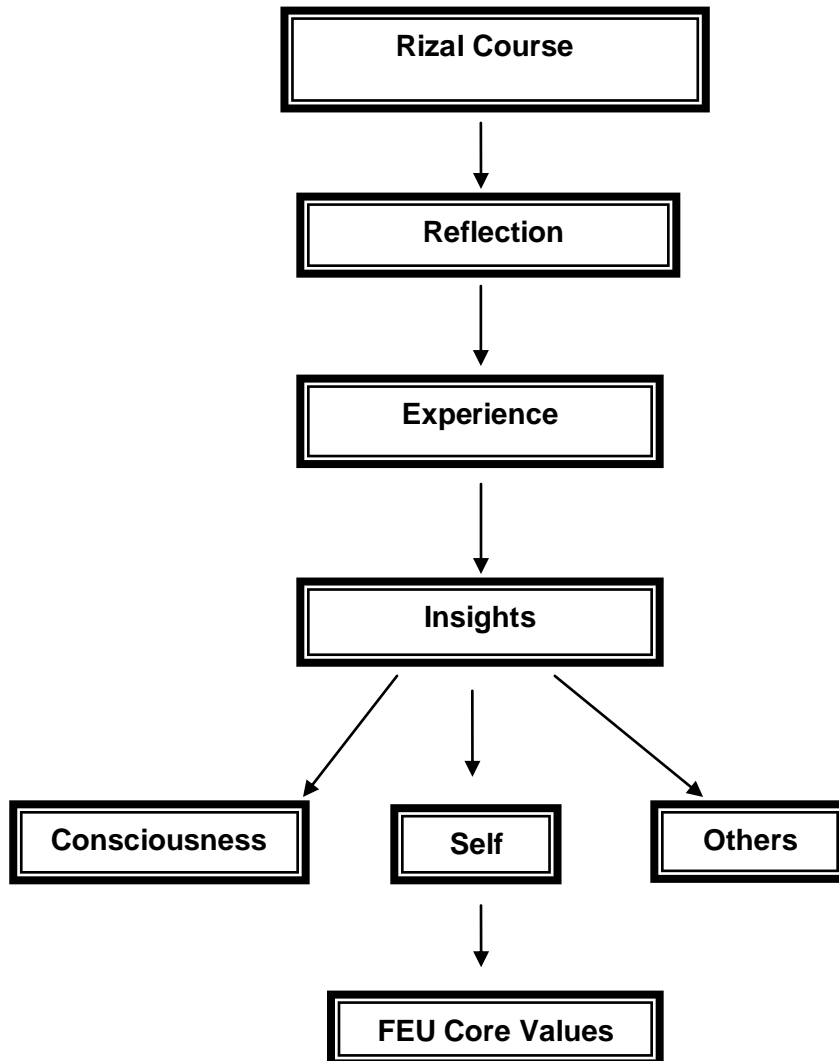 Rizal Course
Reflection
Experience
Insights
Consciousness
Self
Others
FEU Core Values